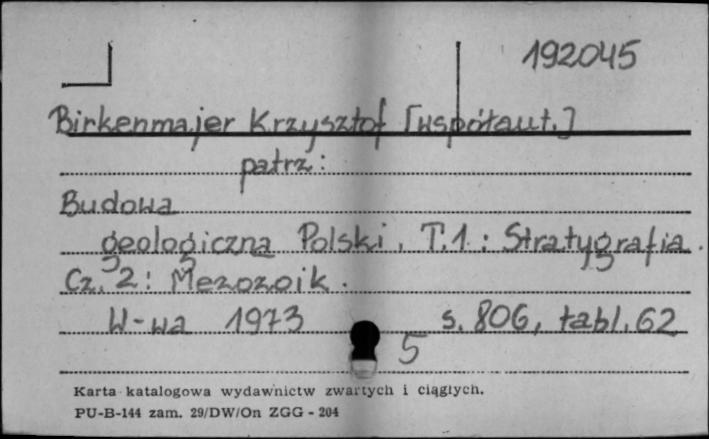 192045
Birkenmajer Krzysztof [współaut.]
patrz:
Budowa
geologiczna Polski. T.1: Stratygrafia.
Cz. 2: Mezozoik.
W-wa 1973 s. 806, tabl. 62
5
Karta katalogowa wydawnictw zwartych i ciągłych.
PU-B-144 zam. 29/DW/On ZGG - 204